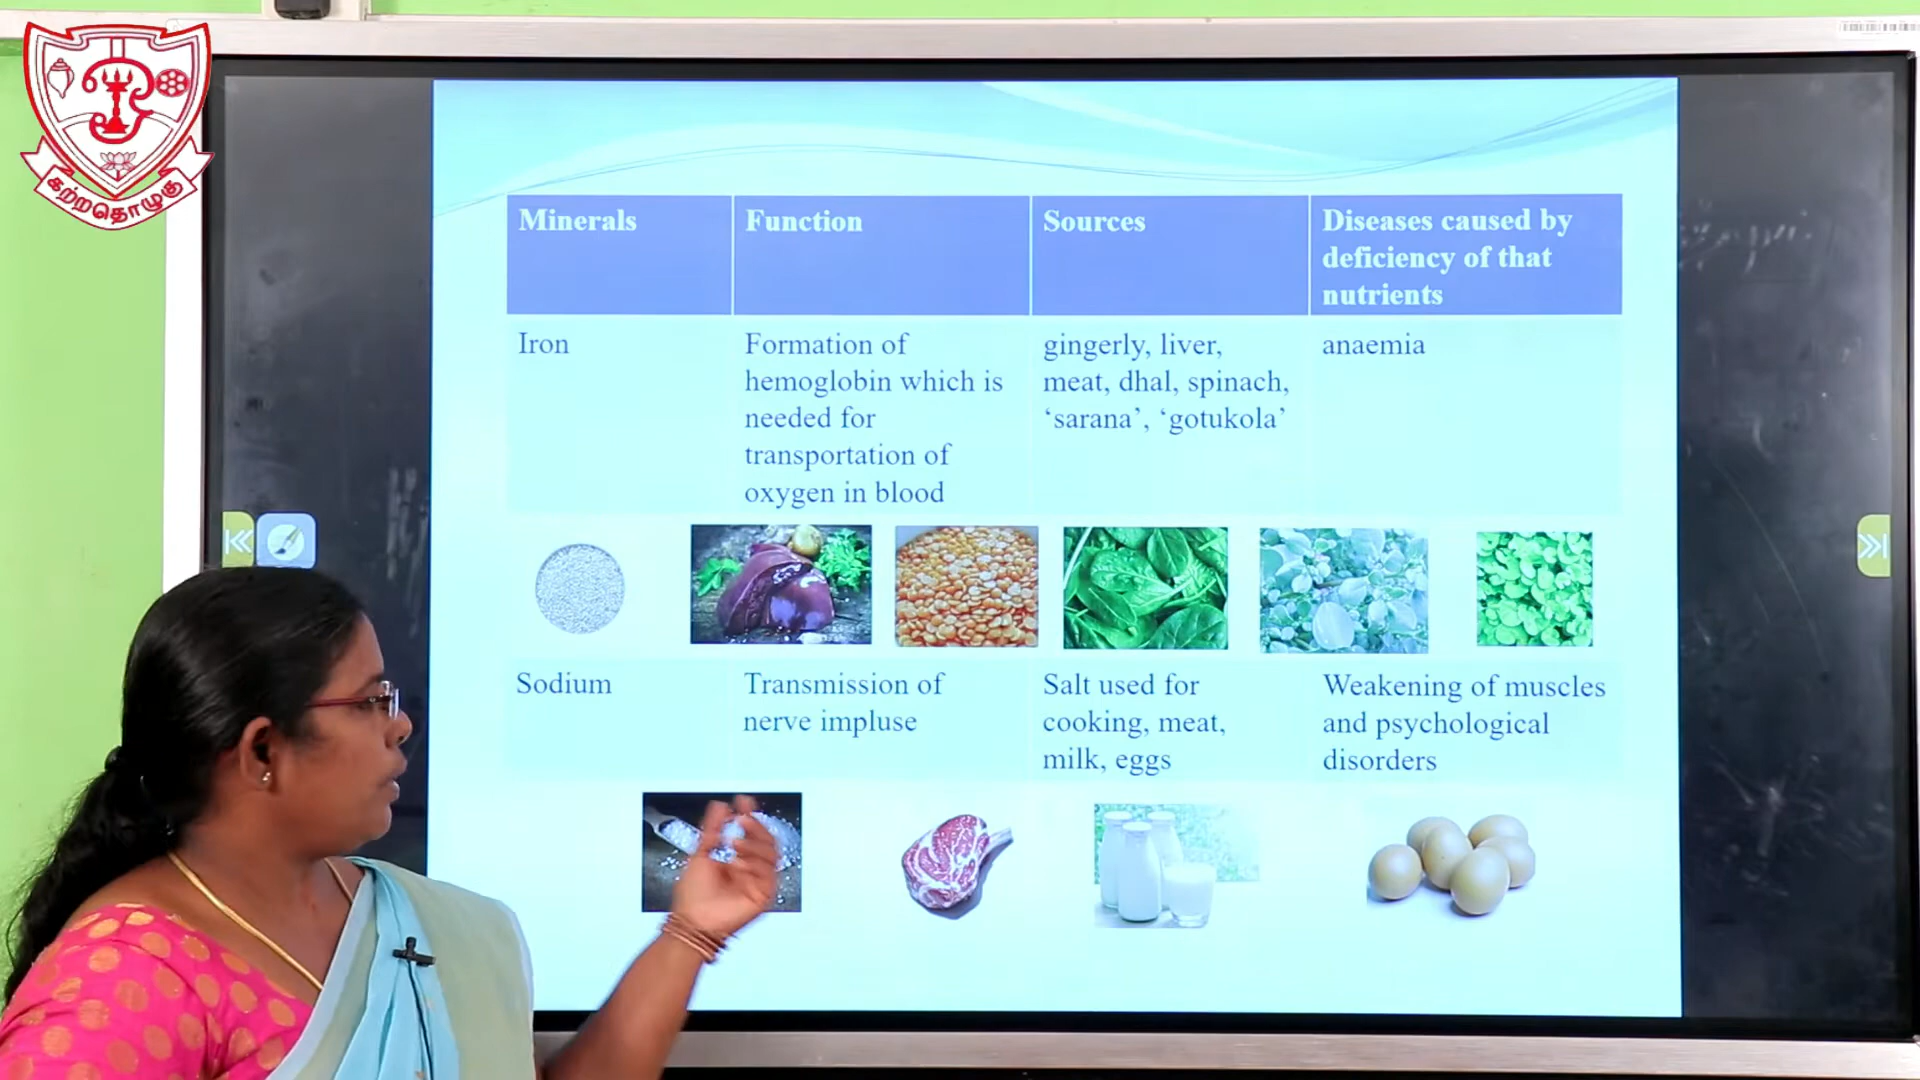 கற்றதொழுகு
Minerals
Function
Sources
Diseases caused by
deficiency of that
nutrients
Iron
Formation of
hemoglobin which is
needed for
transportation of
oxygen in blood
gingerly, liver,
meat, dhal, spinach,
‘sarana’, ‘gotukola’
anaemia
Sodium
Transmission of
nerve impluse
Salt used for
cooking, meat,
milk, eggs
Weakening of muscles
and psychological
disorders